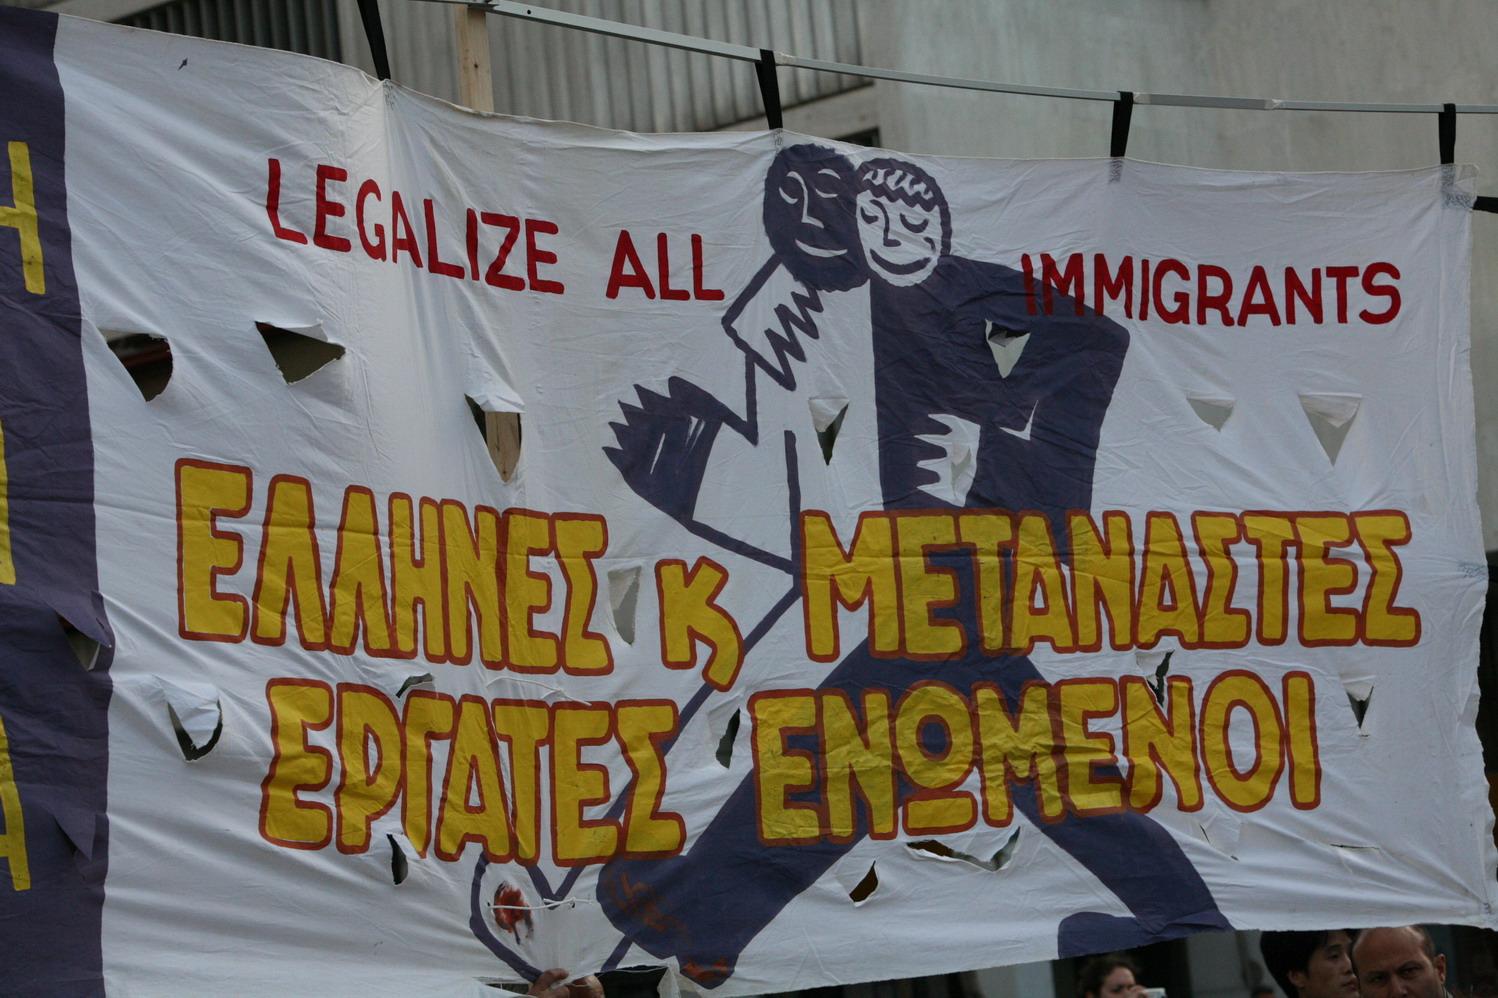 LEGALIZE ALL IMMIGRANTS
ΕΛΛΗΝΕΣ Κ ΜΕΤΑΝΑΣΤΕΣ
ΕΡΓΑΤΕΣ ΕΝΩΜΕΝΟΙ